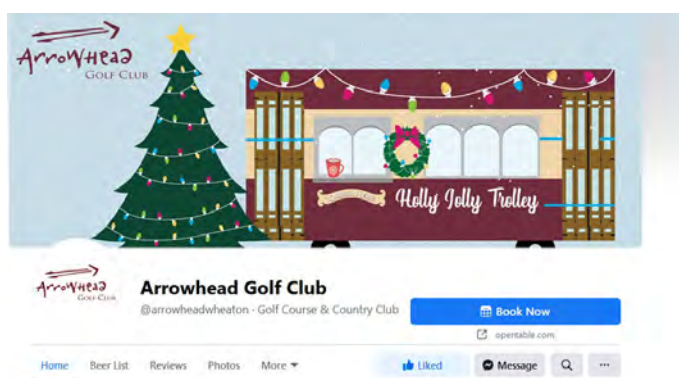 ArroWHeaD
GOLF CLUB
Holly Jolly Trolley
ArroWHeaD
GOLF CLUB
Arrowhead Golf Club
@arrowheadwheaton · Golf Course & Country Club
Book Now
opentable.com
Home Beer List Reviews Photos More Liked Message ...